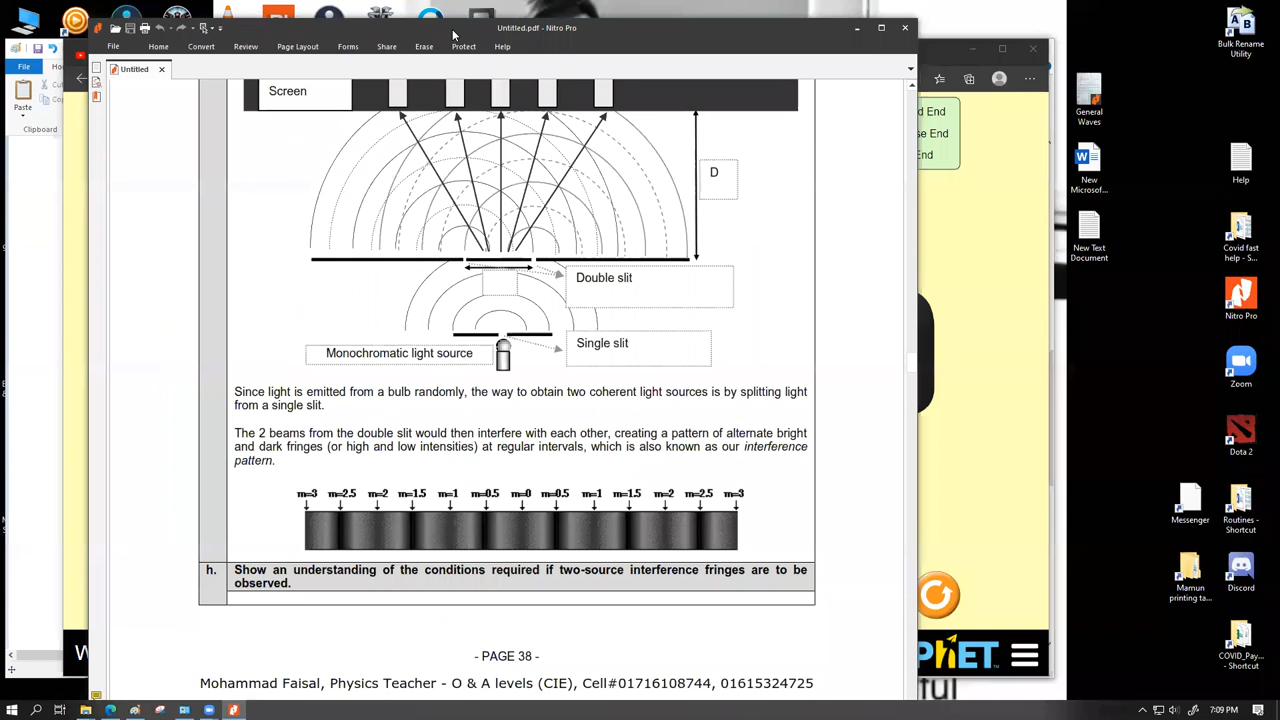 Untitled.pdf - Nitro Pro
File Home Convert Review Page Layout Forms Share Erase Protect Help
Untitled
File
Paste
Clipboard
Screen
D
Double slit
Single slit
Monochromatic light source
Since light is emitted from a bulb randomly, the way to obtain two coherent light sources is by splitting light
from a single slit.
The 2 beams from the double slit would then interfere with each other, creating a pattern of alternate bright
and dark fringes (or high and low intensities) at regular intervals, which is also known as our interference
pattern.
m=3 m=2.5 m=2 m=1.5 m=1 m=0.5 m=0 m=0.5 m=1 m=1.5 m=2 m=2.5 m=3
h. Show an understanding of the conditions required if two-source interference fringes are to be
observed.
- PAGE 38 -
Mohammad Faisal, Physics Teacher - O & A levels (CIE), Cell#01716108744, 01615324725
d End
se End
End
PhET
General
Waves
New
Microsof...
New Text
Document
Bulk Rename
Utility
Help
Covid fast
help - S...
Nitro Pro
Zoom
Dota 2
Messenger
Routines -
Shortcut
Mamun
printing ta...
Discord
COVID_Pay...
- Shortcut
7:09 PM